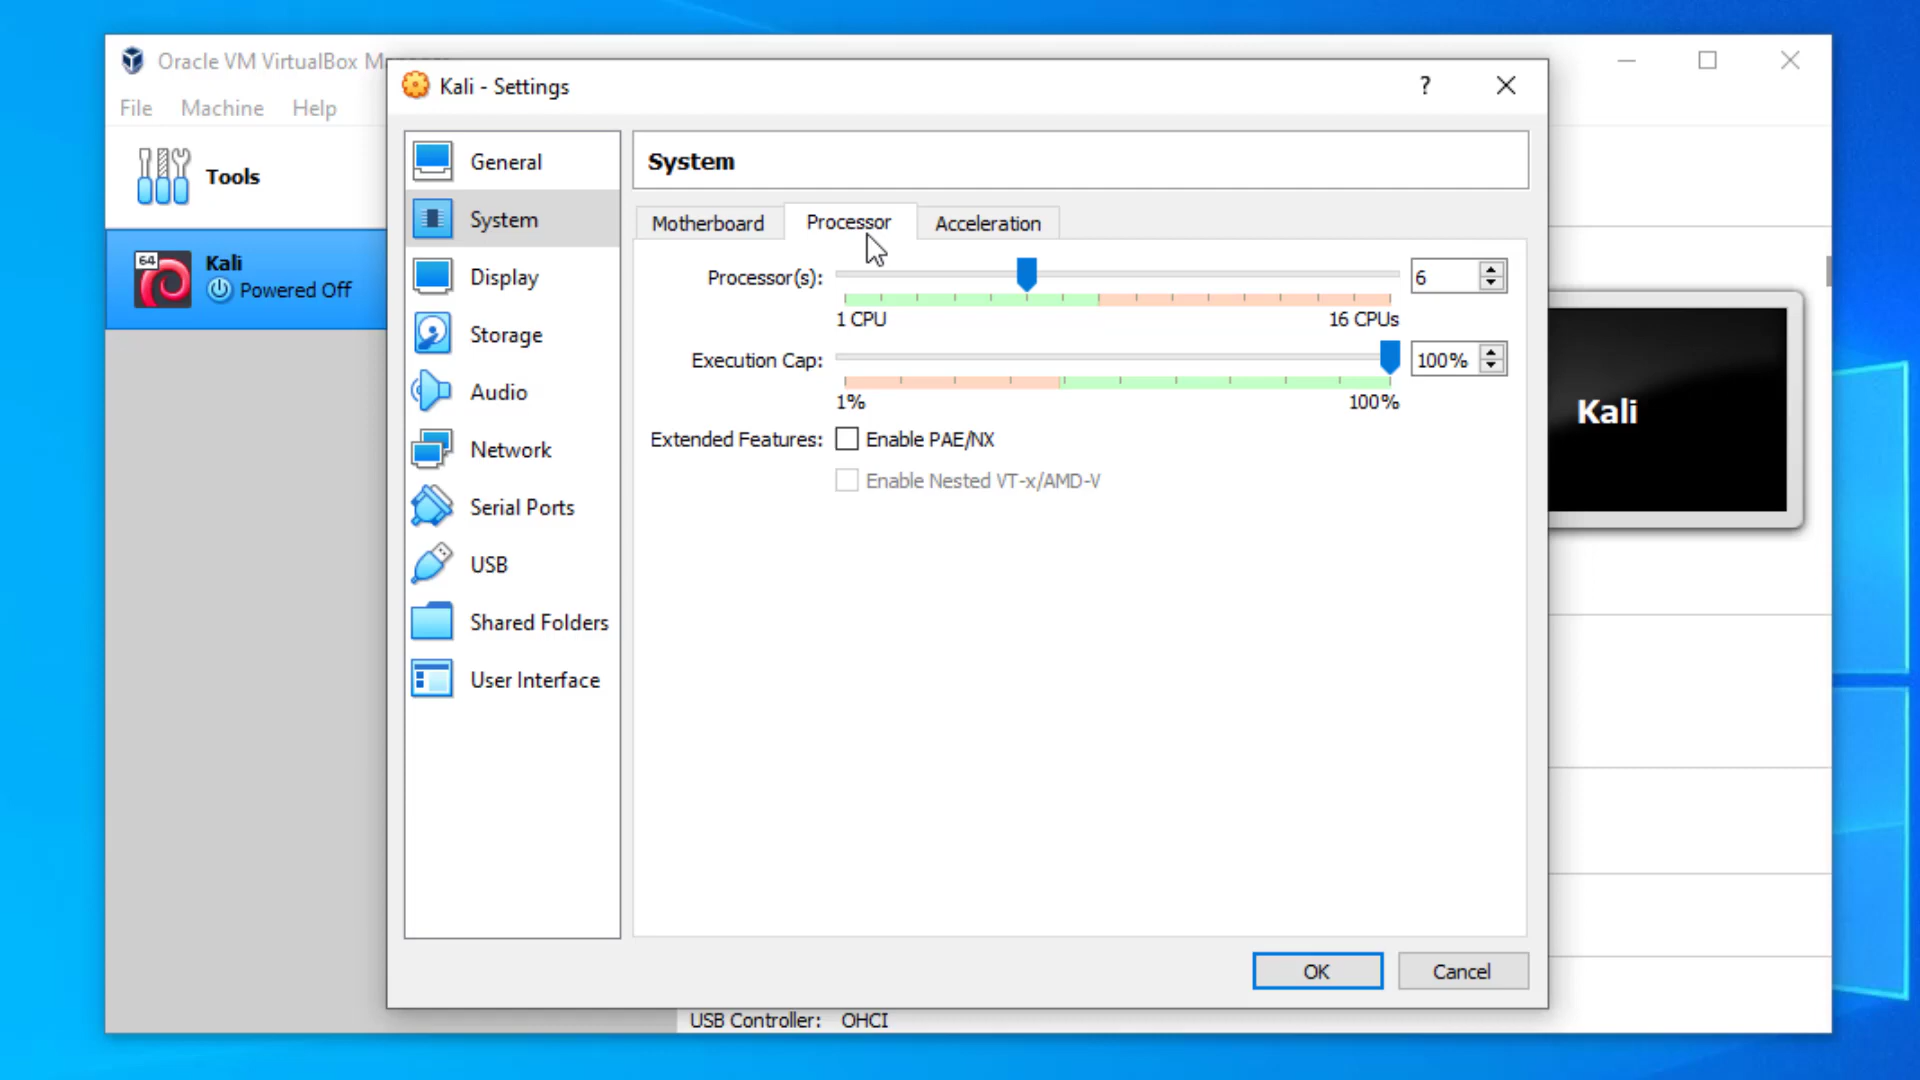 Oracle VM VirtualBox M
File Machine Help
Tools
64
Kali
Powered Off
Kali - Settings
?
General
System
Display
Storage
Audio
Network
Serial Ports
USB
Shared Folders
User Interface
System
Motherboard Processor Acceleration
Processor(s): 6
1 CPU 16 CPUs
Execution Cap: 100%
1% 100%
Extended Features: Enable PAE/NX
Enable Nested VT-x/AMD-V
OK Cancel
Kali
USB Controller: OHCI